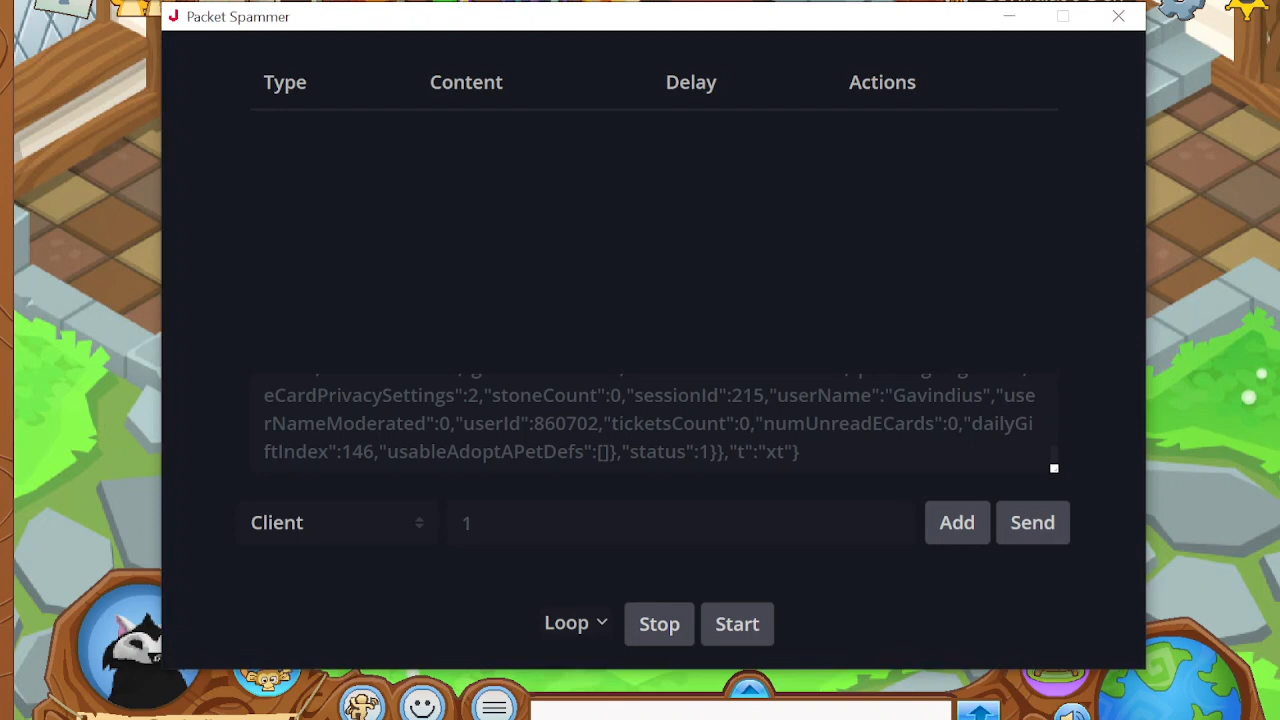 Packet Spammer
Type Content Delay Actions
eCardPrivacySettings":2,"stoneCount":0,"sessionId":215,"userName":"Gavindius","use
rNameModerated":0,"userId":860702,"ticketsCount":0,"numUnreadECards":0,"dailyGi
ftIndex":146,"usableAdoptAPetDefs":[]},"status":1}},"t":"xt"}
Client 1 Add Send
Loop Stop Start